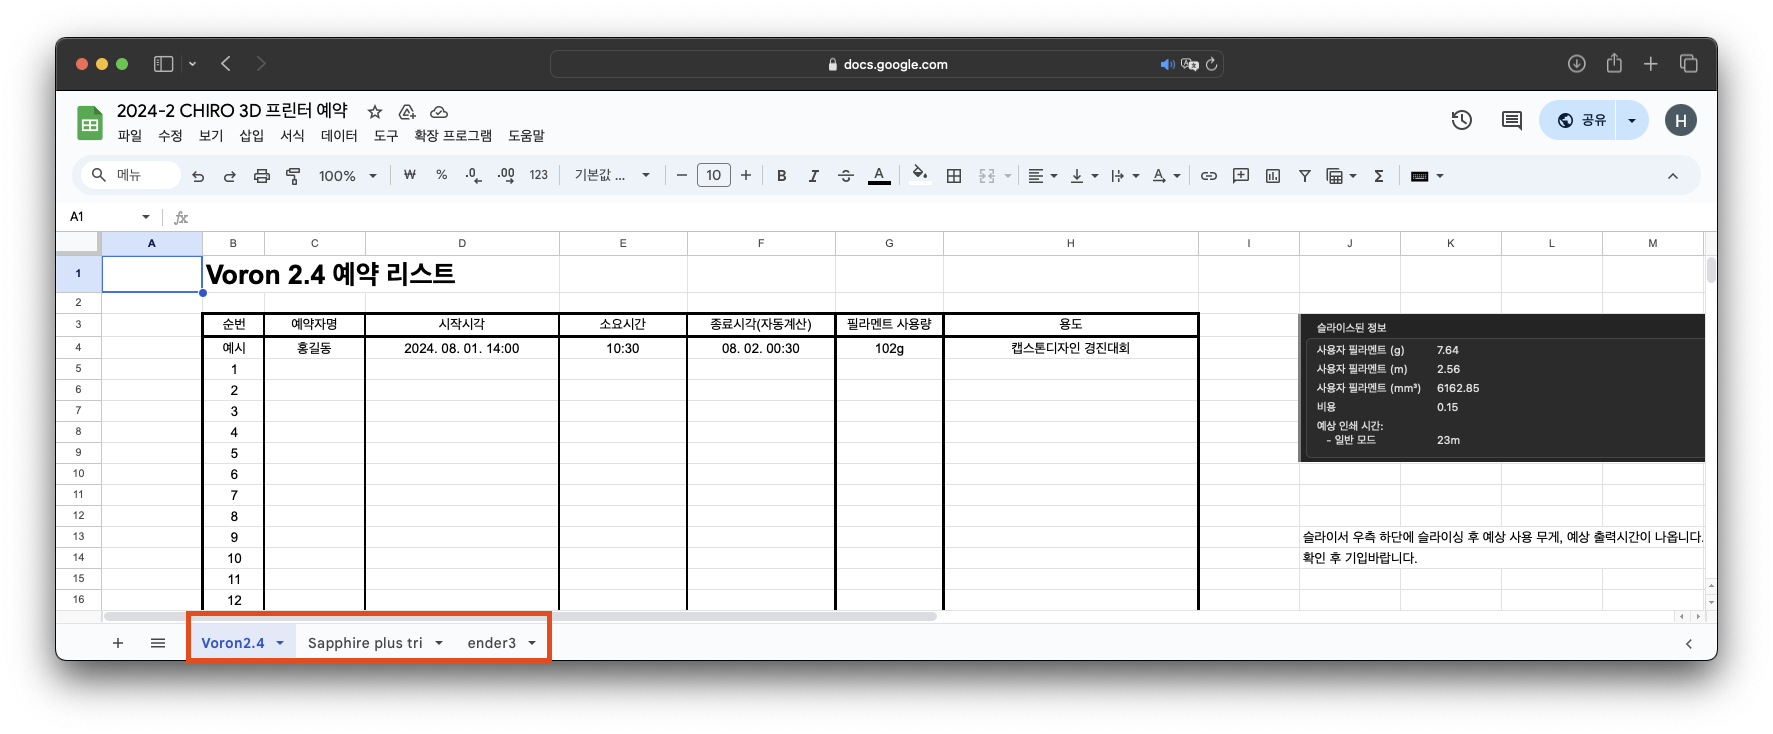 docs.google.com
2024-2 CHIRO 3D 프린터 예약
파일 수정 보기 삽입 서식 데이터 도구 확장 프로그램 도움말
공유
H
메뉴 100% ₩ % .0 .00 123 기본값 ... 10 B I A Σ
A1 fx
A B C D E F G H I J K L M
1 Voron 2.4 예약 리스트
2
3 순번 예약자명 시작시각 소요시간 종료시각(자동계산) 필라멘트 사용량 용도
4 예시 홍길동 2024. 08. 01. 14:00 10:30 08. 02. 00:30 102g 캡스톤디자인 경진대회
5 1
6 2
7 3
8 4
9 5
10 6
11 7
12 8
13 9
14 10
15 11
16 12
슬라이스된 정보
사용자 필라멘트 (g) 7.64
사용자 필라멘트 (m) 2.56
사용자 필라멘트 (mm³) 6162.85
비용 0.15
예상 인쇄 시간:
- 일반 모드 23m
슬라이서 우측 하단에 슬라이싱 후 예상 사용 무게, 예상 출력시간이 나옵니다.
확인 후 기입바랍니다.
Voron2.4 Sapphire plus tri ender3